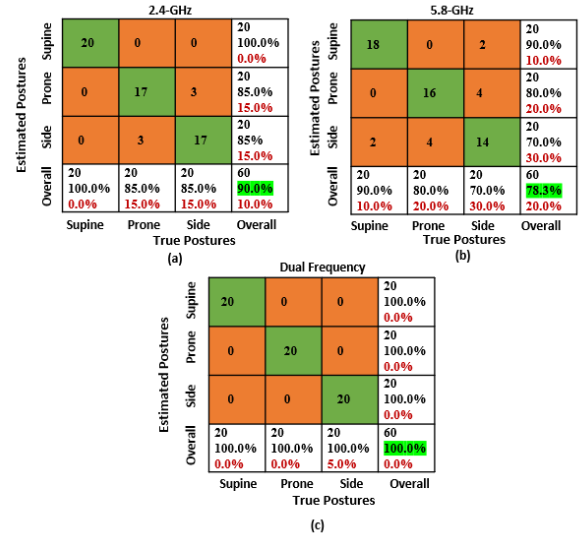 2.4-GHz
Estimated Postures
Supine
20 0 0
20
100.0%
0.0%
Prone
0 17 3
20
85.0%
15.0%
Side
0 3 17
20
85%
15.0%
Overall
20 20 20 60
100.0% 85.0% 85.0% 90.0%
0.0% 15.0% 15.0% 10.0%
Supine Prone Side Overall
True Postures
(a)
5.8-GHz
Estimated Postures
Supine
18 0 2
20
90.0%
10.0%
Prone
0 16 4
20
80.0%
20.0%
Side
2 4 14
20
70.0%
30.0%
Overall
20 20 20 60
90.0% 80.0% 70.0% 78.3%
10.0% 20.0% 30.0% 20.0%
Supine Prone Side Overall
True Postures
(b)
Dual Frequency
Estimated Postures
Supine
20 0 0
20
100.0%
0.0%
Prone
0 20 0
20
100.0%
0.0%
Side
0 0 20
20
100.0%
0.0%
Overall
20 20 20 60
100.0% 100.0% 100.0% 100.0%
0.0% 0.0% 5.0% 0.0%
Supine Prone Side Overall
True Postures
(c)